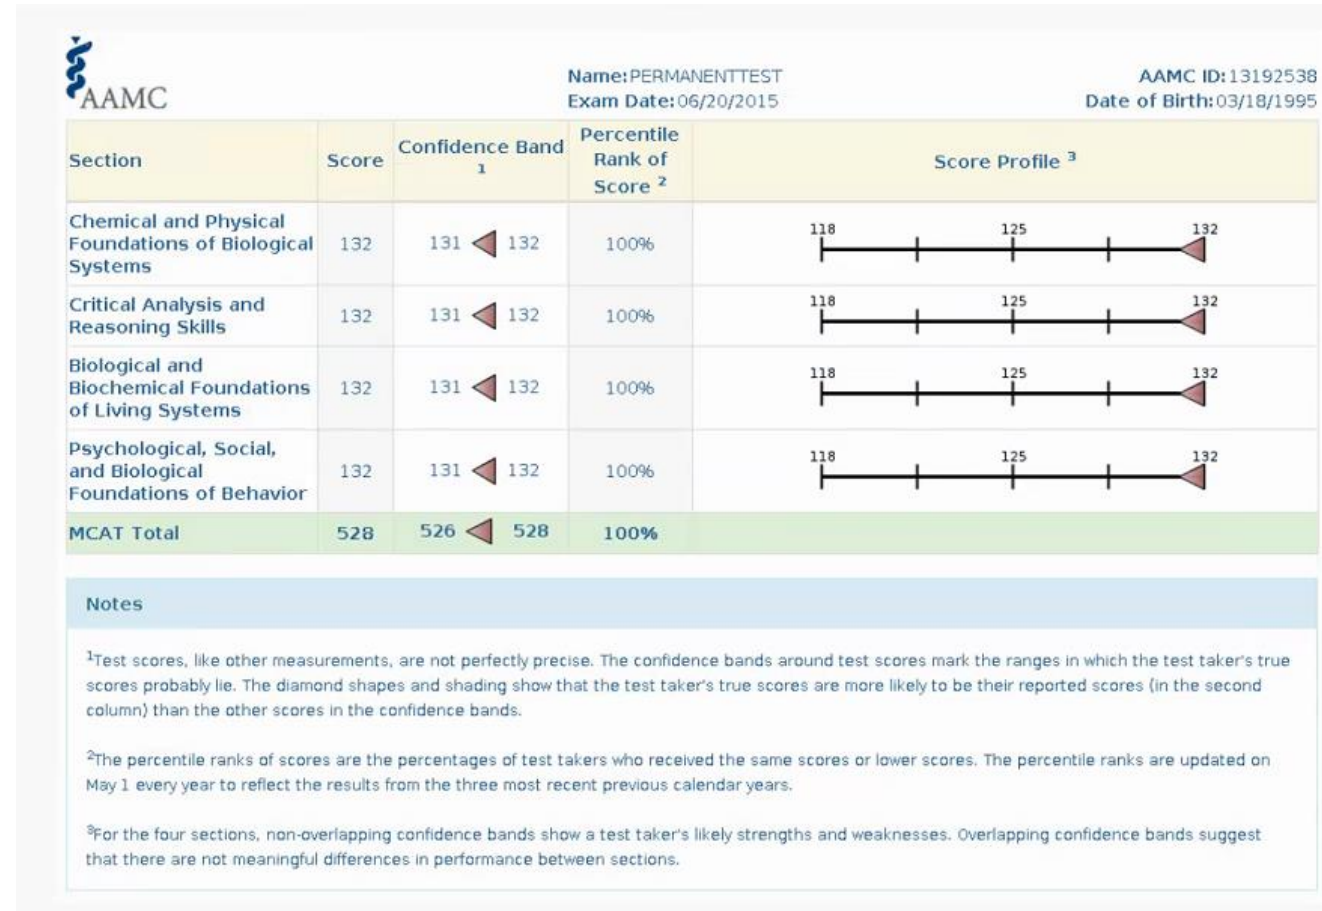 AAMC
Name:PERMANENTTEST
Exam Date:06/20/2015
AAMC ID:13192538
Date of Birth:03/18/1995
Section
Score
Confidence Band
1
Percentile
Rank of
Score 2
Score Profile 3
Chemical and Physical
Foundations of Biological
Systems
132
131 132
100%
118 125 132
Critical Analysis and
Reasoning Skills
132
131 132
100%
118 125 132
Biological and
Biochemical Foundations
of Living Systems
132
131 132
100%
118 125 132
Psychological, Social,
and Biological
Foundations of Behavior
132
131 132
100%
118 125 132
MCAT Total 528 526 528 100%
Notes
1Test scores, like other measurements, are not perfectly precise. The confidence bands around test scores mark the ranges in which the test taker's true
scores probably lie. The diamond shapes and shading show that the test taker's true scores are more likely to be their reported scores (in the second
column) than the other scores in the confidence bands.
2The percentile ranks of scores are the percentages of test takers who received the same scores or lower scores. The percentile ranks are updated on
May 1 every year to reflect the results from the three most recent previous calendar years.
3For the four sections, non-overlapping confidence bands show a test taker's likely strengths and weaknesses. Overlapping confidence bands suggest
that there are not meaningful differences in performance between sections.